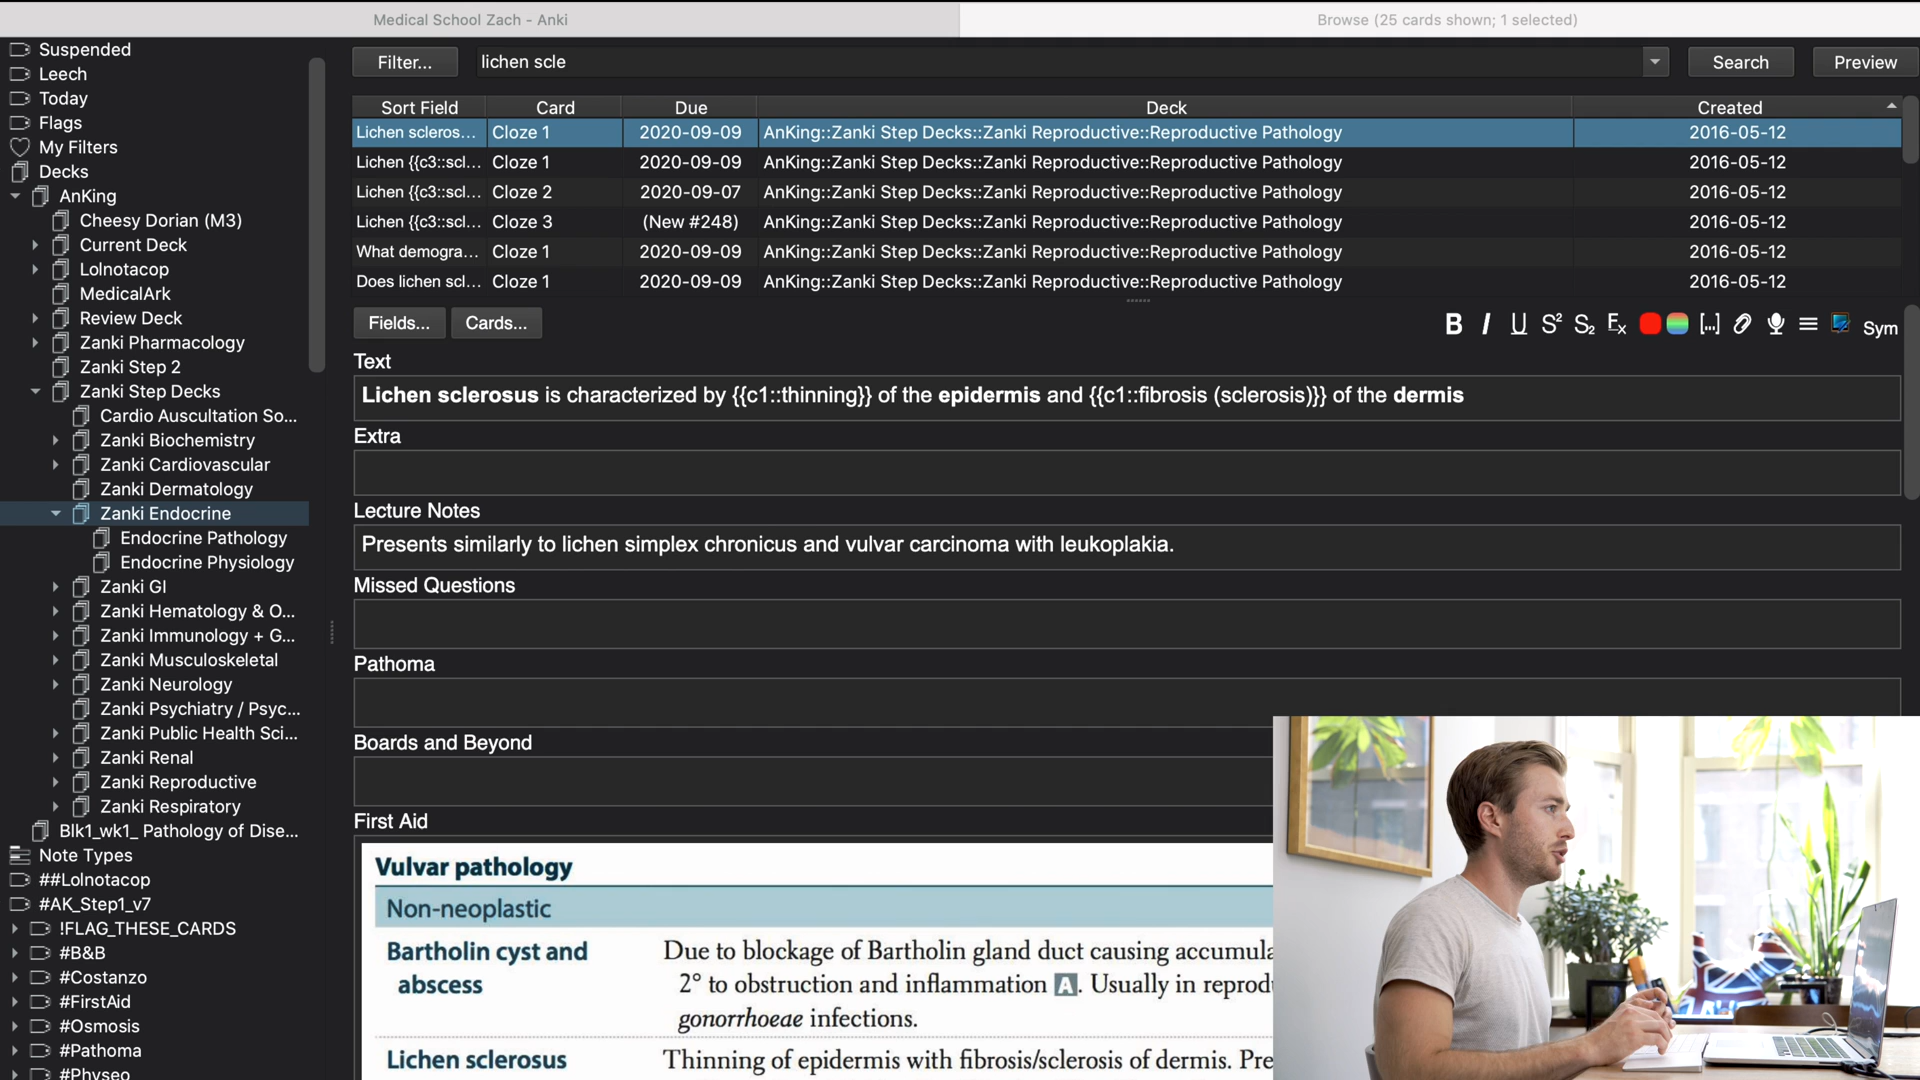 Medical School Zach - Anki
Browse (25 cards shown; 1 selected)
Suspended
Leech
Today
Flags
My Filters
Decks
AnKing
Cheesy Dorian (M3)
Current Deck
Lolnotacop
MedicalArk
Review Deck
Zanki Pharmacology
Zanki Step 2
Zanki Step Decks
Cardio Auscultation So...
Zanki Biochemistry
Zanki Cardiovascular
Zanki Dermatology
Zanki Endocrine
Endocrine Pathology
Endocrine Physiology
Zanki GI
Zanki Hematology & O...
Zanki Immunology + G...
Zanki Musculoskeletal
Zanki Neurology
Zanki Psychiatry / Psyc...
Zanki Public Health Sci...
Zanki Renal
Zanki Reproductive
Zanki Respiratory
Blk1_wk1_ Pathology of Dise...
Note Types
##Lolnotacop
#AK_Step1_v7
!FLAG_THESE_CARDS
#B&B
#Costanzo
#FirstAid
#Osmosis
#Pathoma
#Physeo
Filter... lichen scle Search Preview
Sort Field Card Due Deck Created
Lichen scleros... Cloze 1 2020-09-09 AnKing::Zanki Step Decks::Zanki Reproductive::Reproductive Pathology 2016-05-12
Lichen {{c3::scl... Cloze 1 2020-09-09 AnKing::Zanki Step Decks::Zanki Reproductive::Reproductive Pathology 2016-05-12
Lichen {{c3::scl... Cloze 2 2020-09-07 AnKing::Zanki Step Decks::Zanki Reproductive::Reproductive Pathology 2016-05-12
Lichen {{c3::scl... Cloze 3 (New #248) AnKing::Zanki Step Decks::Zanki Reproductive::Reproductive Pathology 2016-05-12
What demogra... Cloze 1 2020-09-09 AnKing::Zanki Step Decks::Zanki Reproductive::Reproductive Pathology 2016-05-12
Does lichen scl... Cloze 1 2020-09-09 AnKing::Zanki Step Decks::Zanki Reproductive::Reproductive Pathology 2016-05-12
Fields... Cards... B I U S² S₂ Ex [...] Sym
Text
Lichen sclerosus is characterized by {{c1::thinning}} of the epidermis and {{c1::fibrosis (sclerosis)}} of the dermis
Extra
Lecture Notes
Presents similarly to lichen simplex chronicus and vulvar carcinoma with leukoplakia.
Missed Questions
Pathoma
Boards and Beyond
First Aid
Vulvar pathology
Non-neoplastic
Bartholin cyst and Due to blockage of Bartholin gland duct causing accumula
abscess 2° to obstruction and inflammation A. Usually in reprod
gonorrhoeae infections.
Lichen sclerosus Thinning of epidermis with fibrosis/sclerosis of dermis. Pre